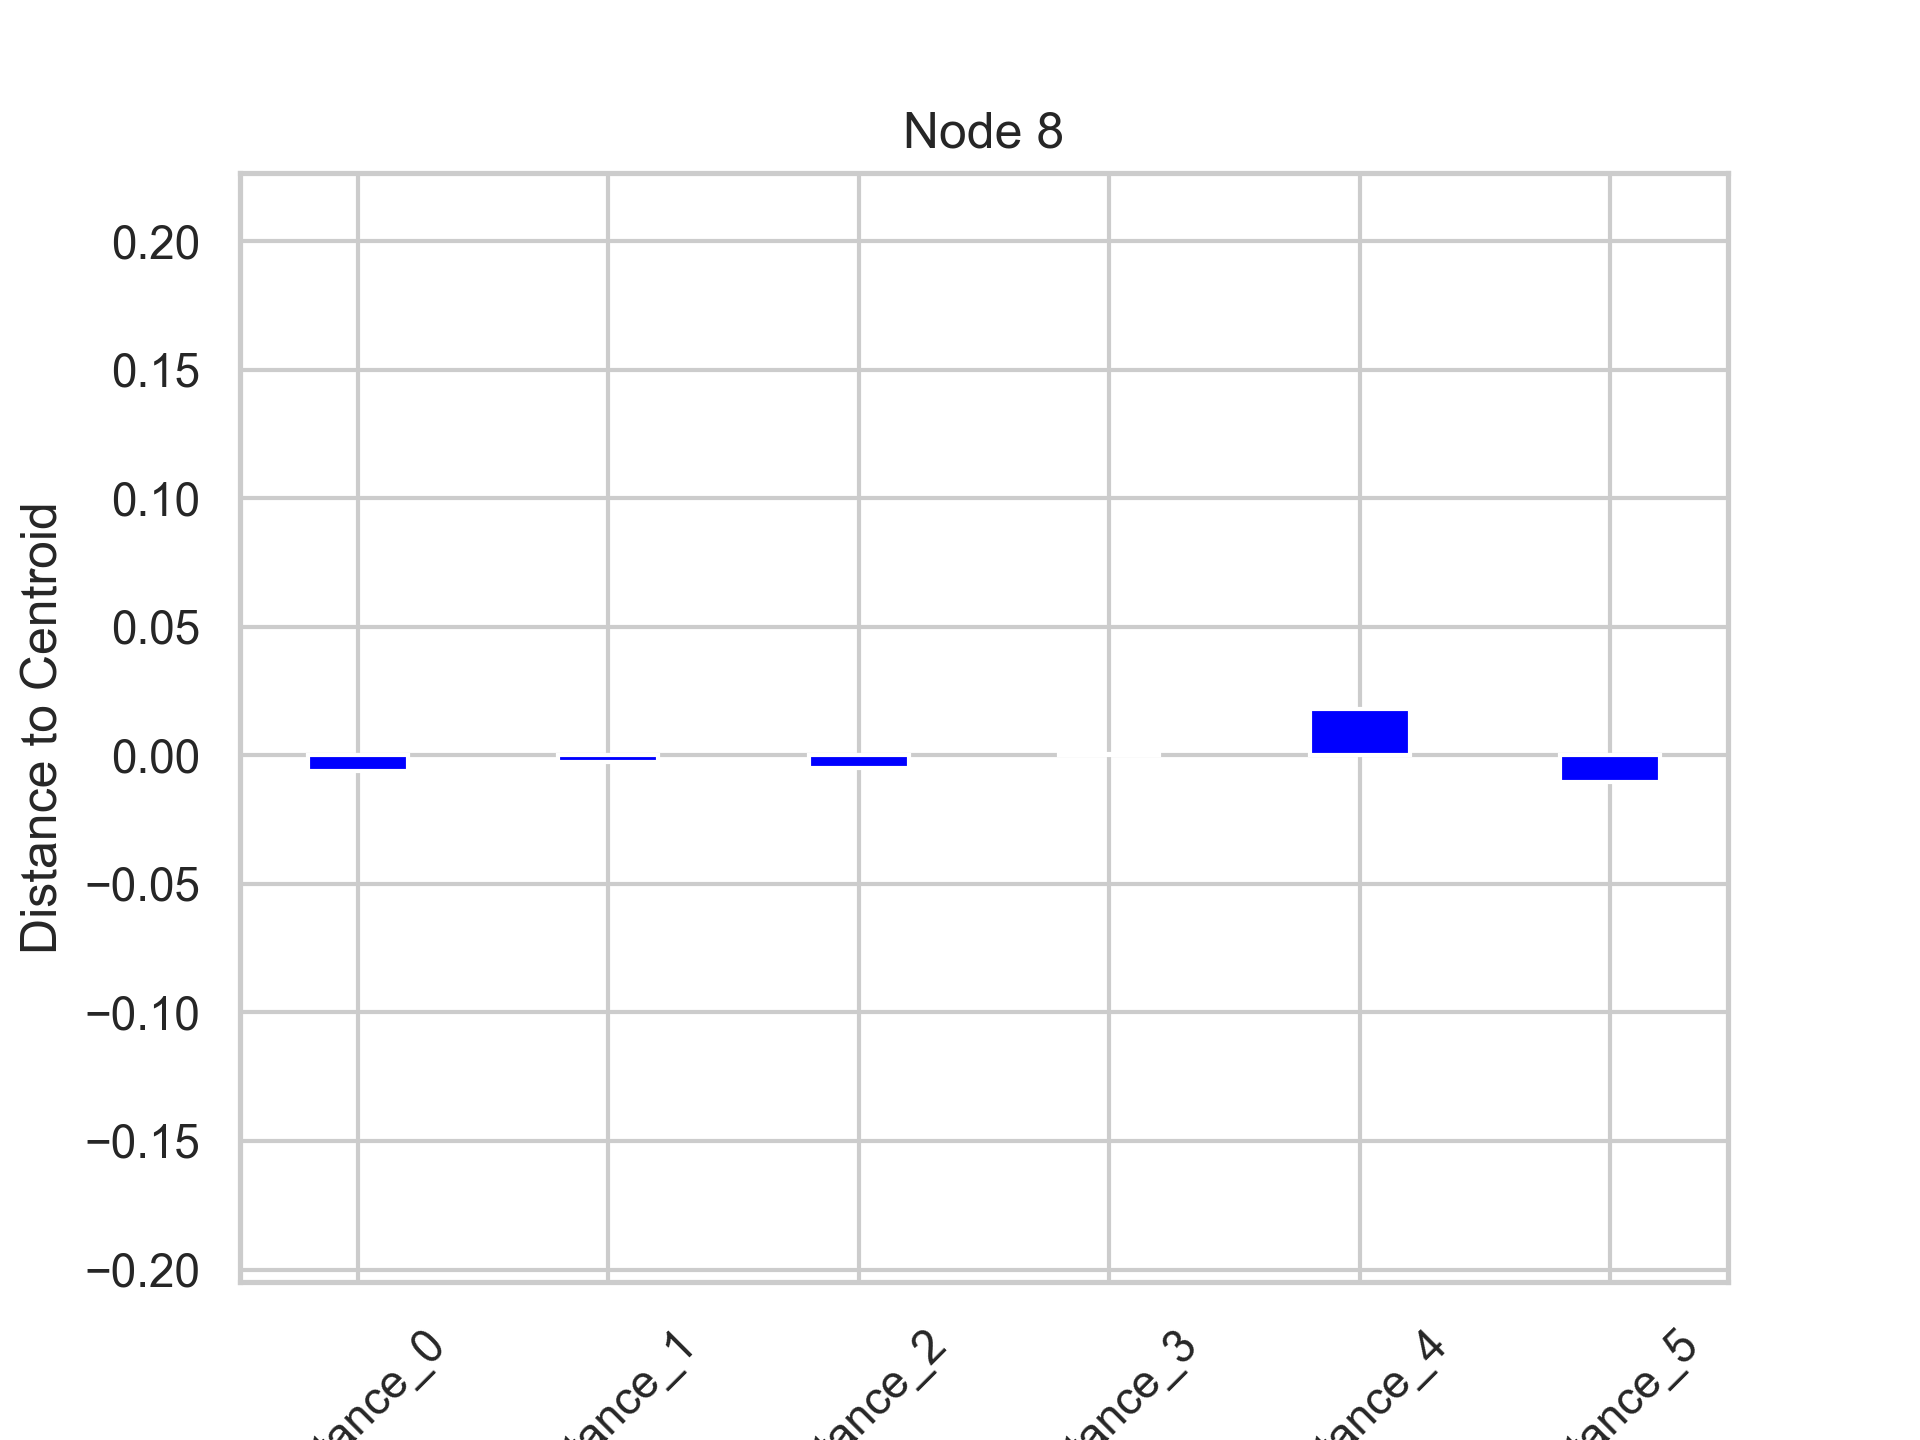 Node 8
Distance to Centroid
0.20
0.15
0.10
0.05
0.00
−0.05
−0.10
−0.15
−0.20
tance_0
tance_1
tance_2
tance_3
tance_4
tance_5